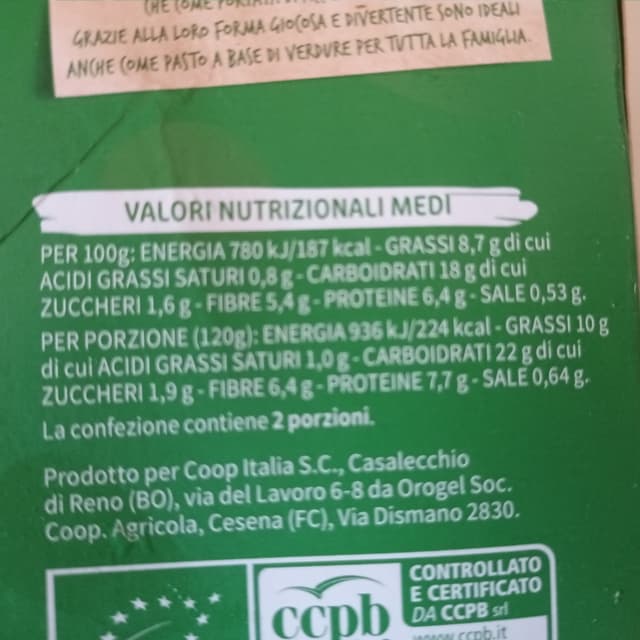 CHE COME
GRAZIE ALLA LORO FORMA GIOCOSA E DIVERTENTE SONO IDEALI
ANCHE COME PASTO A BASE DI VERDURE PER TUTTA LA FAMIGLIA.
VALORI NUTRIZIONALI MEDI
PER 100g: ENERGIA 780 kJ/187 kcal - GRASSI 8,7 g di cui
ACIDI GRASSI SATURI 0,8 g - CARBOIDRATI 18 g di cui
ZUCCHERI 1,6 g - FIBRE 5,4 g - PROTEINE 6,4 g - SALE 0,53 g.
PER PORZIONE (120g): ENERGIA 936 kJ/224 kcal - GRASSI 10 g
di cui ACIDI GRASSI SATURI 1,0 g - CARBOIDRATI 22 g di cui
ZUCCHERI 1,9 g - FIBRE 6,4 g - PROTEINE 7,7 g - SALE 0,64 g.
La confezione contiene 2 porzioni.
Prodotto per Coop Italia S.C., Casalecchio
di Reno (BO), via del Lavoro 6-8 da Orogel Soc.
Coop. Agricola, Cesena (FC), Via Dismano 2830.
ccpb
CONTROLLATO
E CERTIFICATO
DA CCPB srl
www.ccpb.it